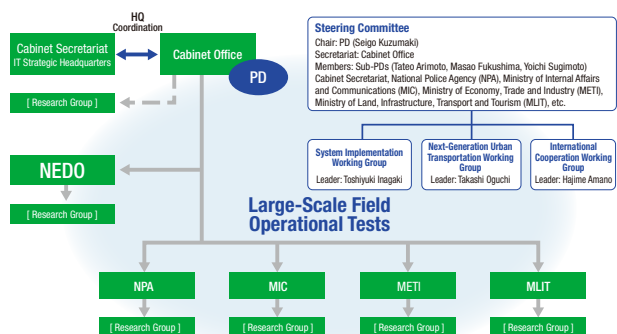 HQ
Coordination
Cabinet Secretariat
IT Strategic Headquarters
Cabinet Office
PD
[ Research Group ]
NEDO
[ Research Group ]
Steering Committee
Chair: PD (Seigo Kuzumaki)
Secretariat: Cabinet Office
Members: Sub-PDs (Tateo Arimoto, Masao Fukushima, Yoichi Sugimoto)
Cabinet Secretariat, National Police Agency (NPA), Ministry of Internal Affairs
and Communications (MIC), Ministry of Economy, Trade and Industry (METI),
Ministry of Land, Infrastructure, Transport and Tourism (MLIT), etc.
System Implementation
Working Group
Leader: Toshiyuki Inagaki
Next-Generation Urban
Transportation Working
Group
Leader: Takashi Oguchi
International
Cooperation Working
Group
Leader: Hajime Amano
Large-Scale Field
Operational Tests
NPA
MIC
METI
MLIT
[ Research Group ]
[ Research Group ]
[ Research Group ]
[ Research Group ]